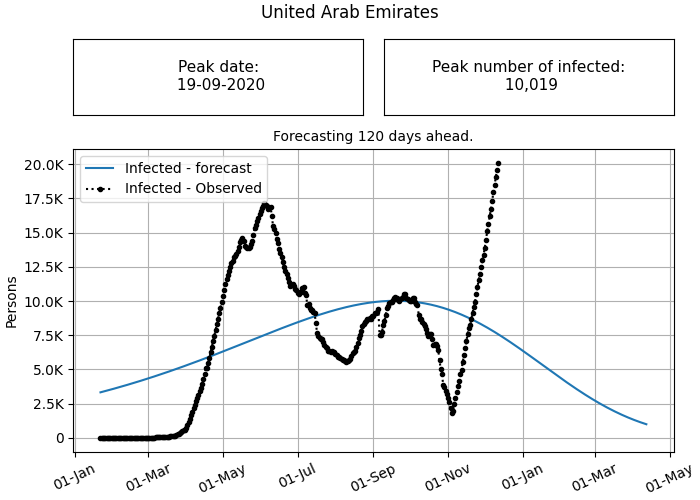 United Arab Emirates
Peak date:
19-09-2020
Peak number of infected:
10,019
Forecasting 120 days ahead.
Infected - forecast
Infected - Observed
20.0K
17.5K
15.0K
12.5K
10.0K
7.5K
5.0K
2.5K
0
Persons
01-Jan
01-Mar
01-May
01-Jul
01-Sep
01-Nov
01-Jan
01-Mar
01-May